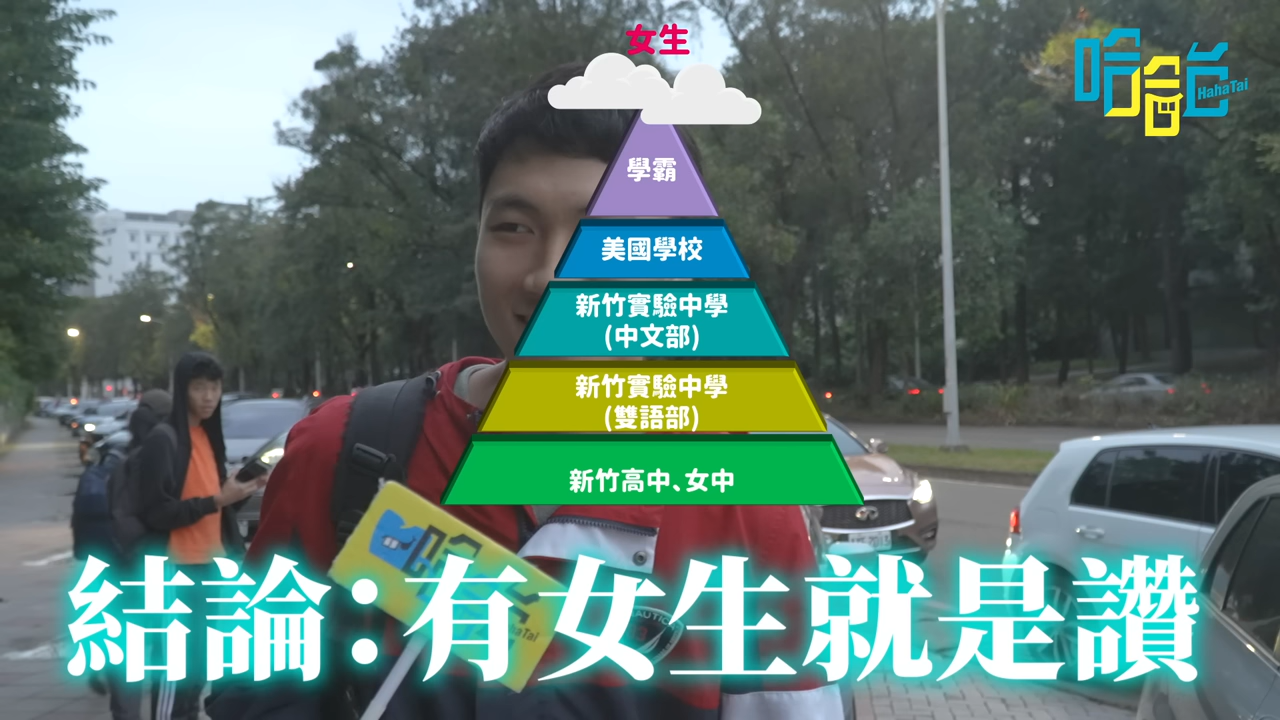 女生
哈哈台
HahaTai
學霸
美國學校
新竹實驗中學
(中文部)
新竹實驗中學
(雙語部)
新竹高中、女中
結論:有女生就是讚